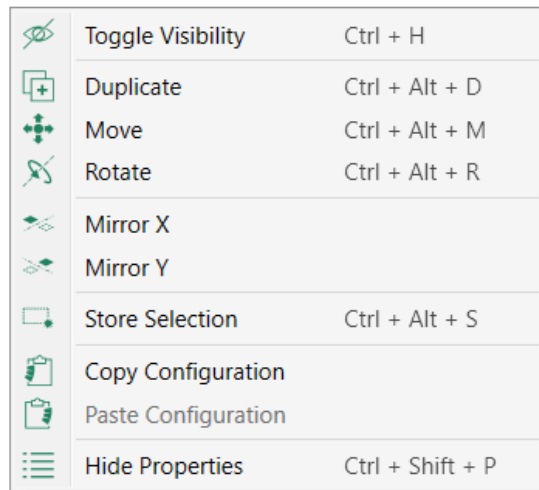 Toggle Visibility Ctrl + H
Duplicate Ctrl + Alt + D
Move Ctrl + Alt + M
Rotate Ctrl + Alt + R
Mirror X
Mirror Y
Store Selection Ctrl + Alt + S
Copy Configuration
Paste Configuration
Hide Properties Ctrl + Shift + P